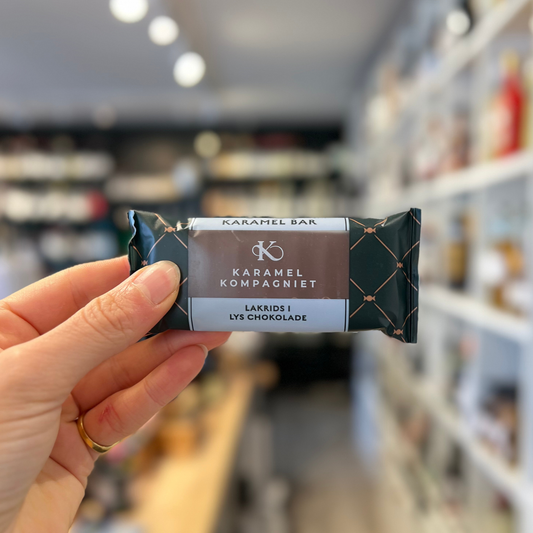 KARAMEL BAR
K
KARAMEL
KOMPAGNIET
LAKRIDS I
LYS CHOKOLADE